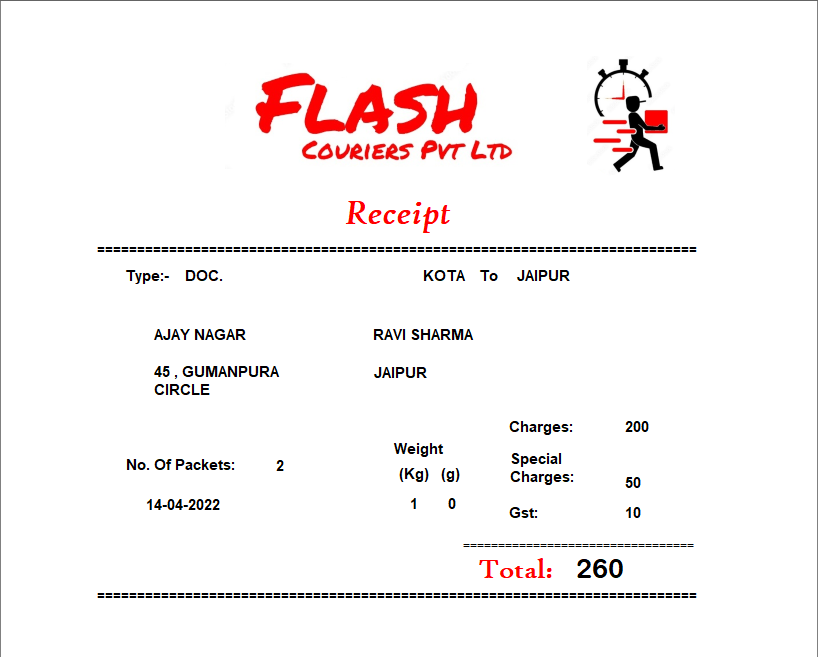 FLASH
COURIERS PVT LTD
Receipt
===========================================================================
Type:- DOC. KOTA To JAIPUR
AJAY NAGAR RAVI SHARMA
45 , GUMANPURA JAIPUR
CIRCLE
Charges: 200
Weight
Special
No. Of Packets: 2 (Kg) (g)
Charges: 50
14-04-2022 1 0
Gst: 10
=================================
Total: 260
===========================================================================